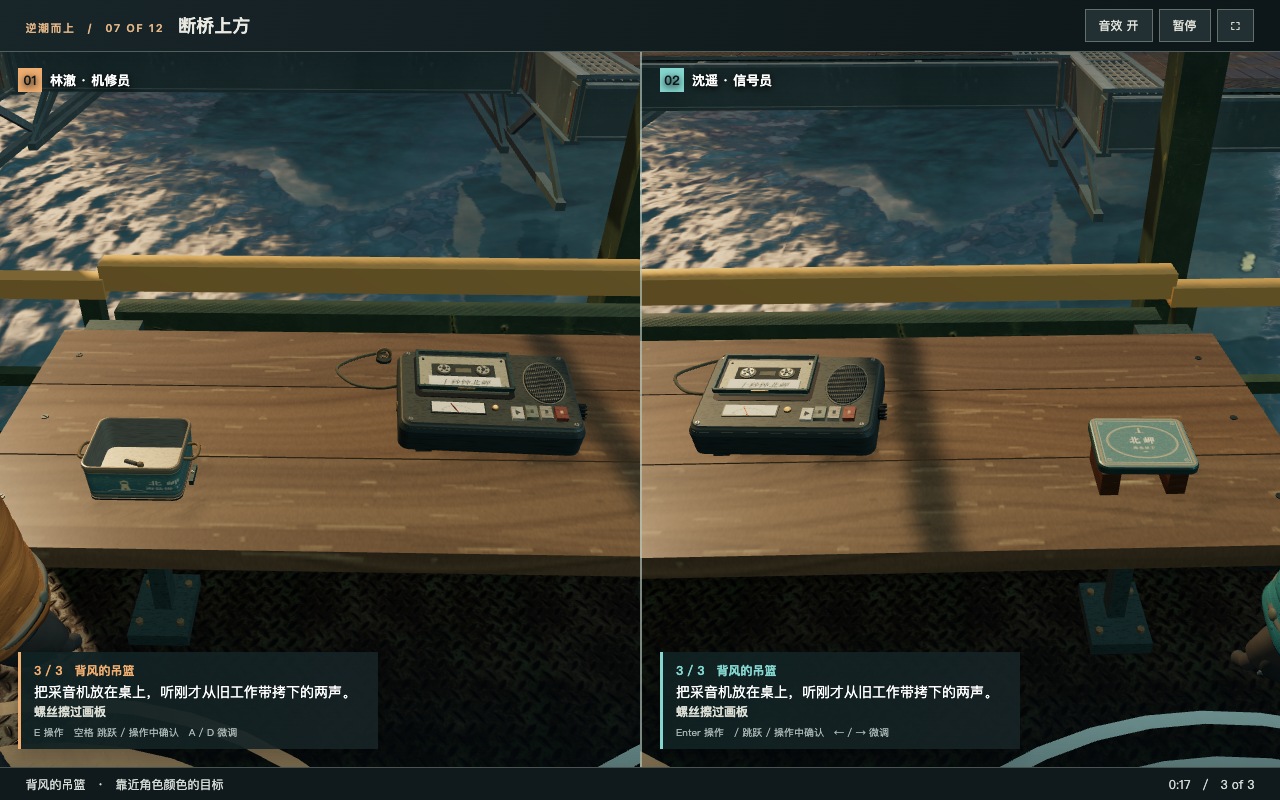 逆潮而上 / 07 OF 12 断桥上方
音效 开
暂停
01 林澈 · 机修员
02 沈遥 · 信号员
北岬
北岬
3 / 3 背风的吊篮
把采音机放在桌上，听刚才从旧工作带拷下的两声。
螺丝擦过画板
E 操作 空格 跳跃 / 操作中确认 A / D 微调
3 / 3 背风的吊篮
把采音机放在桌上，听刚才从旧工作带拷下的两声。
螺丝擦过画板
Enter 操作 / 跳跃 / 操作中确认 ← / → 微调
背风的吊篮 · 靠近角色颜色的目标
0:17 / 3 of 3